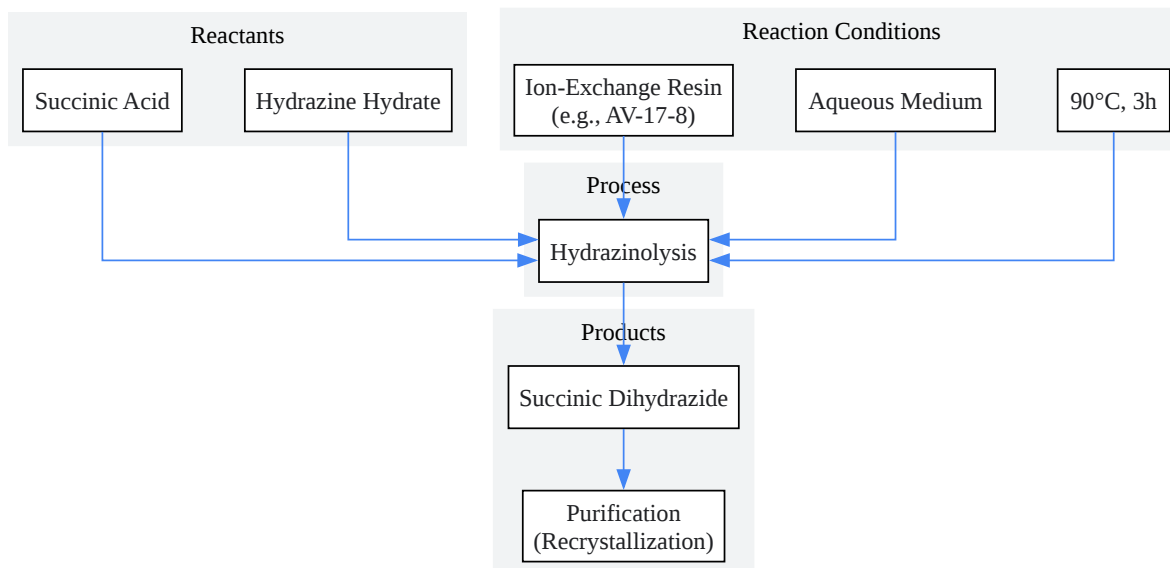 Reactants
Reaction Conditions
Succinic Acid
Hydrazine Hydrate
Ion-Exchange Resin
(e.g., AV-17-8)
Aqueous Medium
90°C, 3h
Process
Hydrazinolysis
Products
Succinic Dihydrazide
Purification
(Recrystallization)